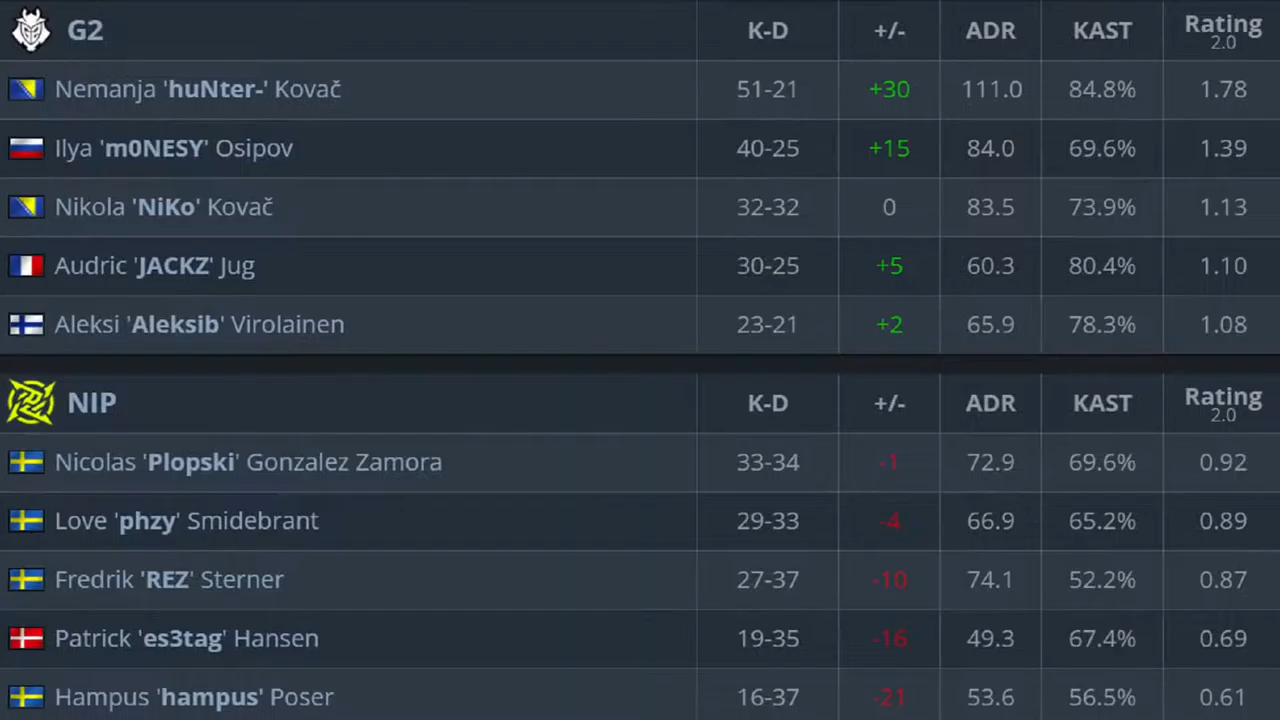 G2 K-D +/- ADR KAST Rating 2.0
Nemanja 'huNter-' Kovač 51-21 +30 111.0 84.8% 1.78
Ilya 'm0NESY' Osipov 40-25 +15 84.0 69.6% 1.39
Nikola 'NiKo' Kovač 32-32 0 83.5 73.9% 1.13
Audric 'JACKZ' Jug 30-25 +5 60.3 80.4% 1.10
Aleksi 'Aleksib' Virolainen 23-21 +2 65.9 78.3% 1.08
NIP K-D +/- ADR KAST Rating 2.0
Nicolas 'Plopski' Gonzalez Zamora 33-34 -1 72.9 69.6% 0.92
Love 'phzy' Smidebrant 29-33 -4 66.9 65.2% 0.89
Fredrik 'REZ' Sterner 27-37 -10 74.1 52.2% 0.87
Patrick 'es3tag' Hansen 19-35 -16 49.3 67.4% 0.69
Hampus 'hampus' Poser 16-37 -21 53.6 56.5% 0.61